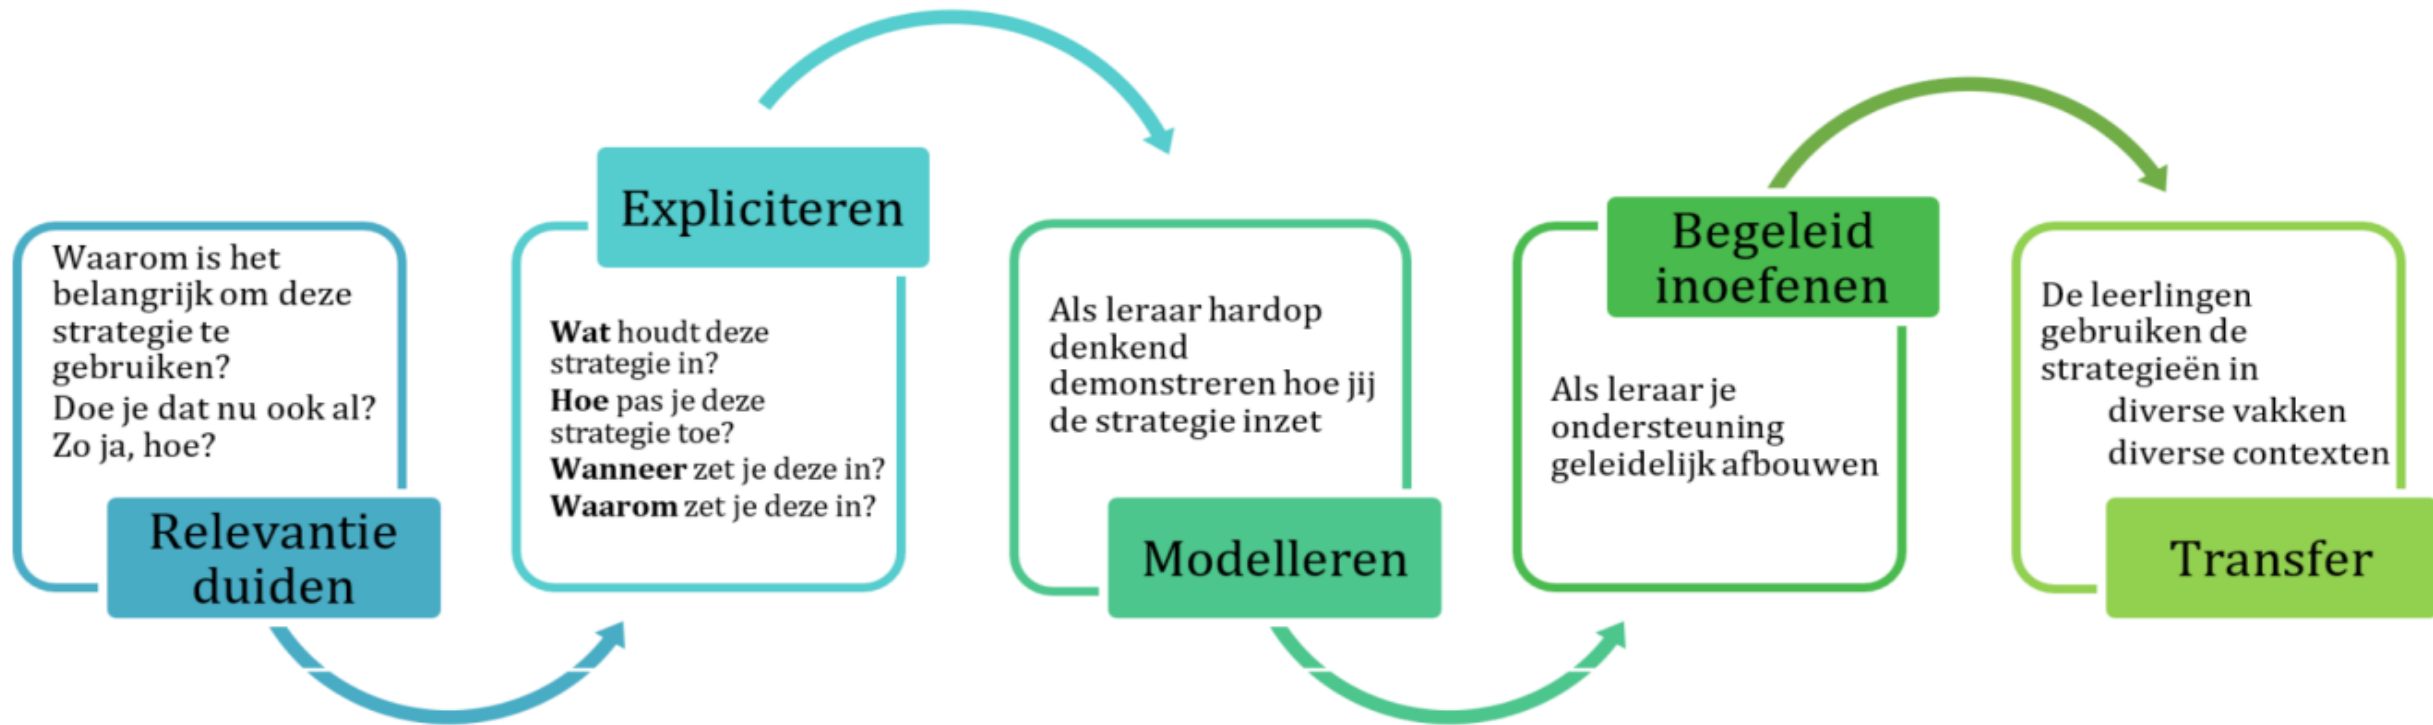 Waarom is het
belangrijk om deze
strategie te
gebruiken?
Doe je dat nu ook al?
Zo ja, hoe?
Relevantie
duiden
Expliciteren
Wat houdt deze
strategie in?
Hoe pas je deze
strategie toe?
Wanneer zet je deze in?
Waarom zet je deze in?
Als leraar hardop
denkend
demonstreren hoe jij
de strategie inzet
Modelleren
Begeleid
inoefenen
Als leraar je
ondersteuning
geleidelijk afbouwen
De leerlingen
gebruiken de
strategieën in
diverse vakken
diverse contexten
Transfer